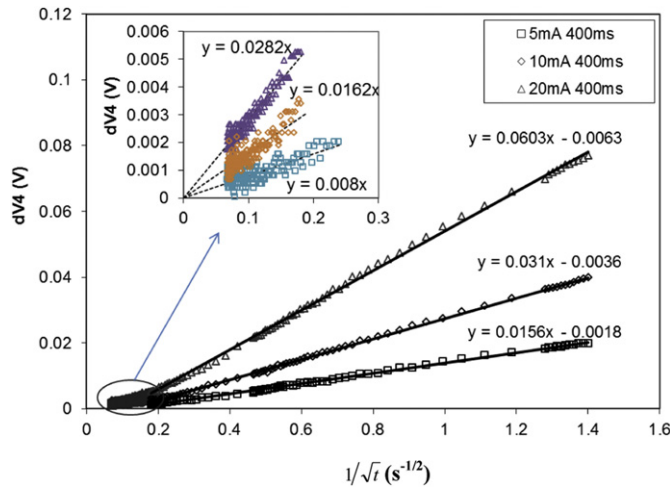 0.12
0.1
0.08
0.06
0.04
0.02
0
dV4 (V)
0
0.2
0.4
0.6
0.8
1
1.2
1.4
1.6
1/√t (s⁻¹/²)
5mA 400ms
10mA 400ms
20mA 400ms
y = 0.0603x - 0.0063
y = 0.031x - 0.0036
y = 0.0156x - 0.0018
0.006
0.005
0.004
0.003
0.002
0.001
0
dV4 (V)
0
0.1
0.2
0.3
y = 0.0282x
y = 0.0162x
y = 0.008x